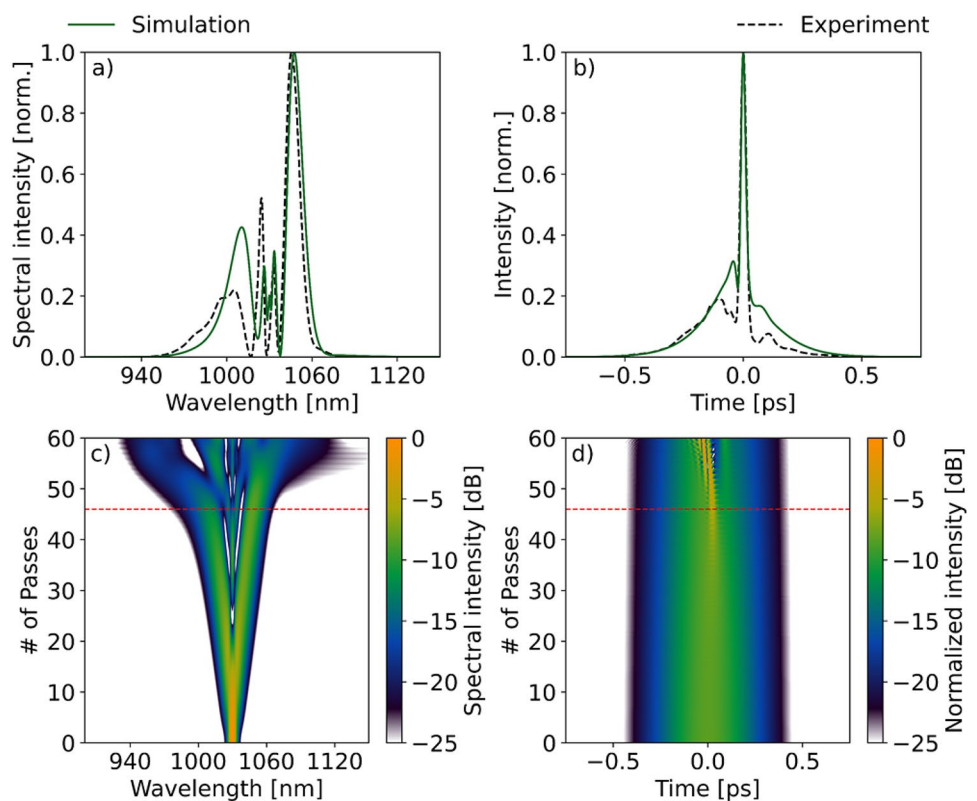 Simulation
Experiment
a)
Spectral intensity [norm.]
1.0
0.8
0.6
0.4
0.2
0.0
940 1000 1060 1120
Wavelength [nm]
b)
Intensity [norm.]
1.0
0.8
0.6
0.4
0.2
0.0
−0.5 0.0 0.5
Time [ps]
c)
# of Passes
60
50
40
30
20
10
0
940 1000 1060 1120
Wavelength [nm]
0
−5
−10
−15
−20
−25
Spectral intensity [dB]
d)
# of Passes
60
50
40
30
20
10
0
−0.5 0.0 0.5
Time [ps]
0
−5
−10
−15
−20
−25
Normalized intensity [dB]